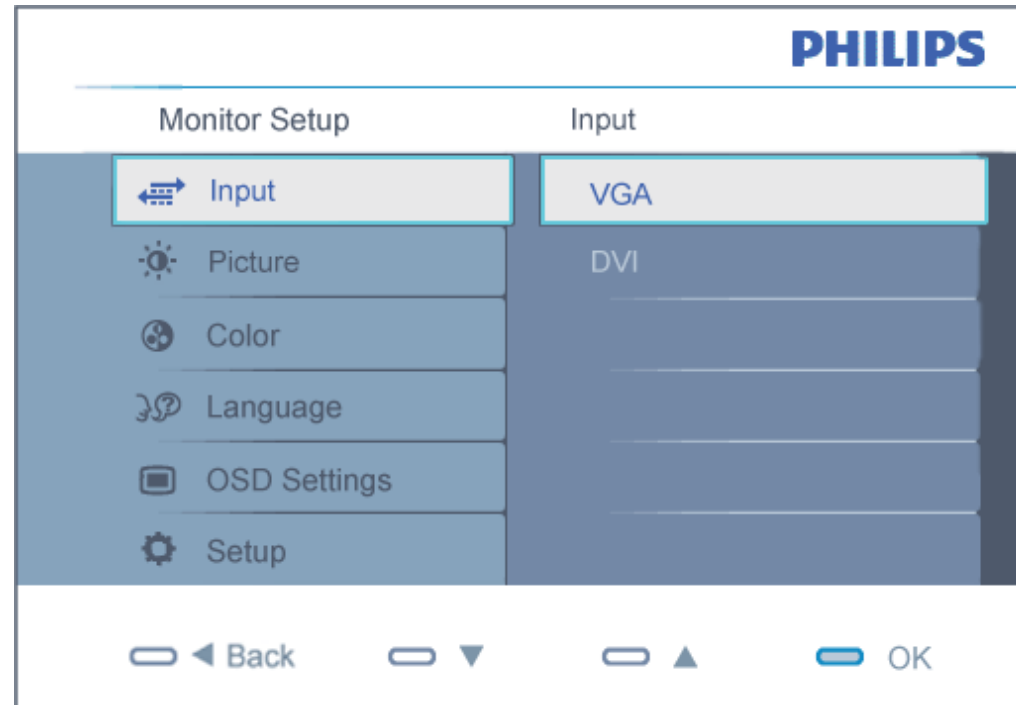 PHILIPS
Monitor Setup Input
Input VGA
Picture DVI
Color
Language
OSD Settings
Setup
Back OK